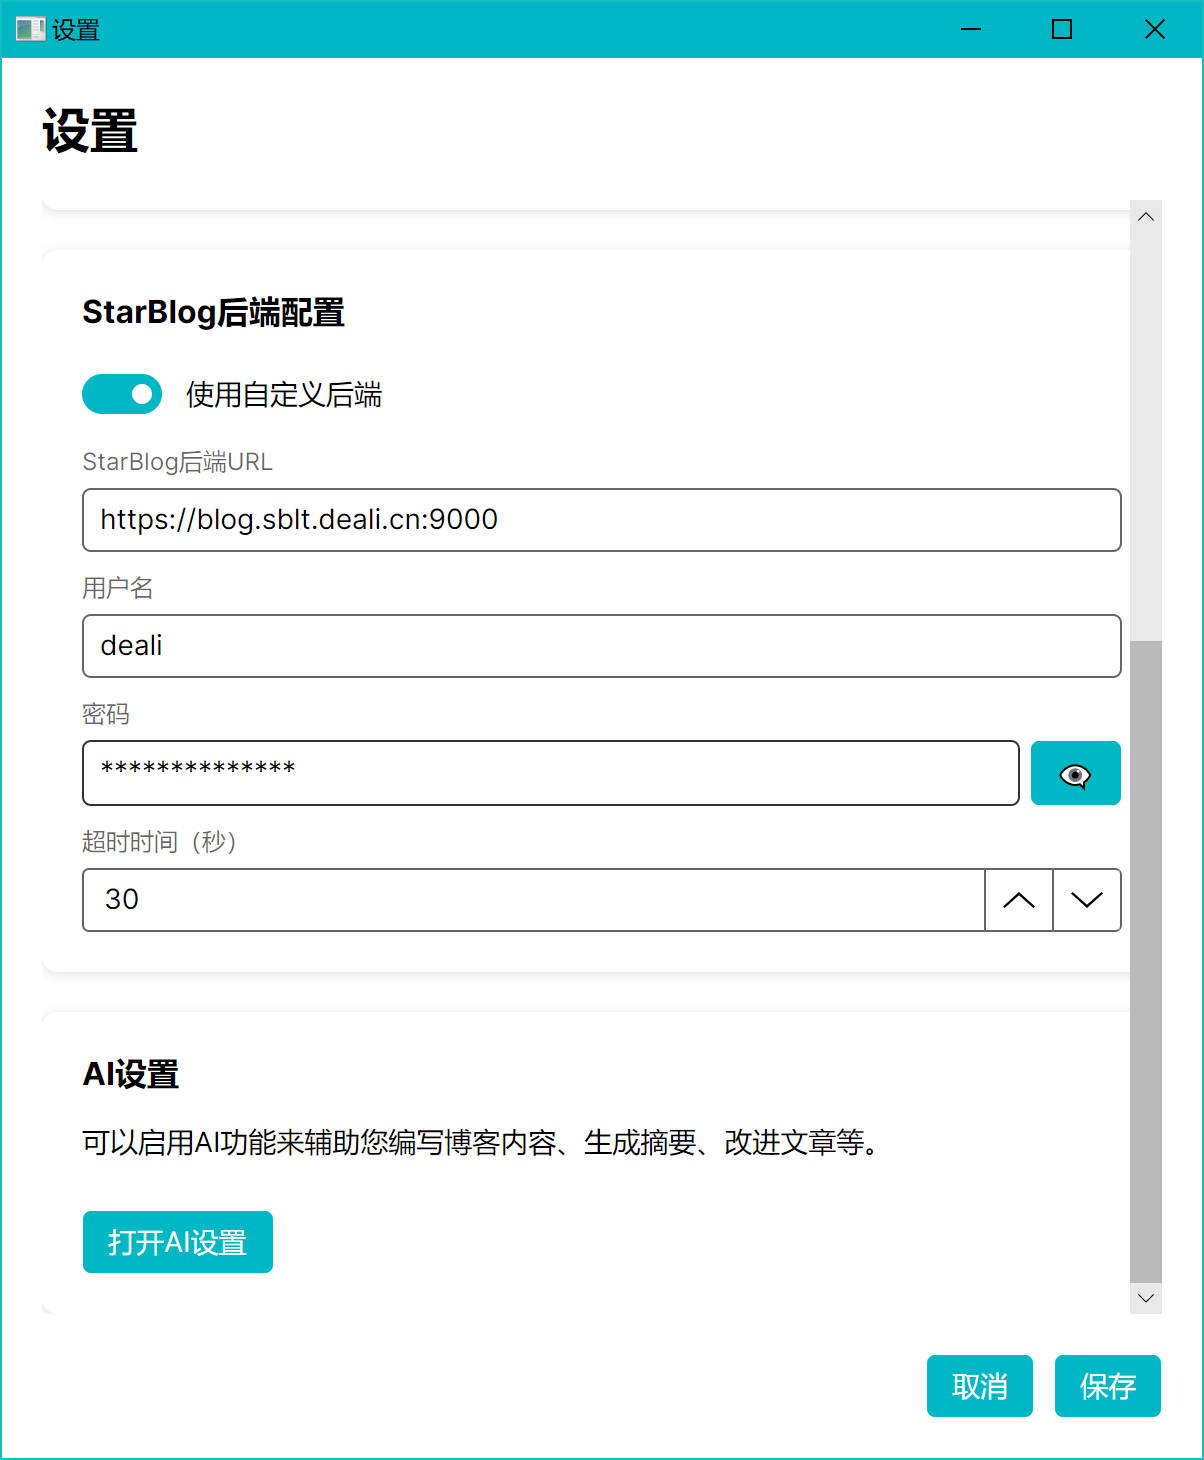 设置
设置
StarBlog后端配置
使用自定义后端
StarBlog后端URL
https://blog.sblt.deali.cn:9000
用户名
deali
密码
**************
超时时间（秒）
30
AI设置
可以启用AI功能来辅助您编写博客内容、生成摘要、改进文章等。
打开AI设置
取消 保存